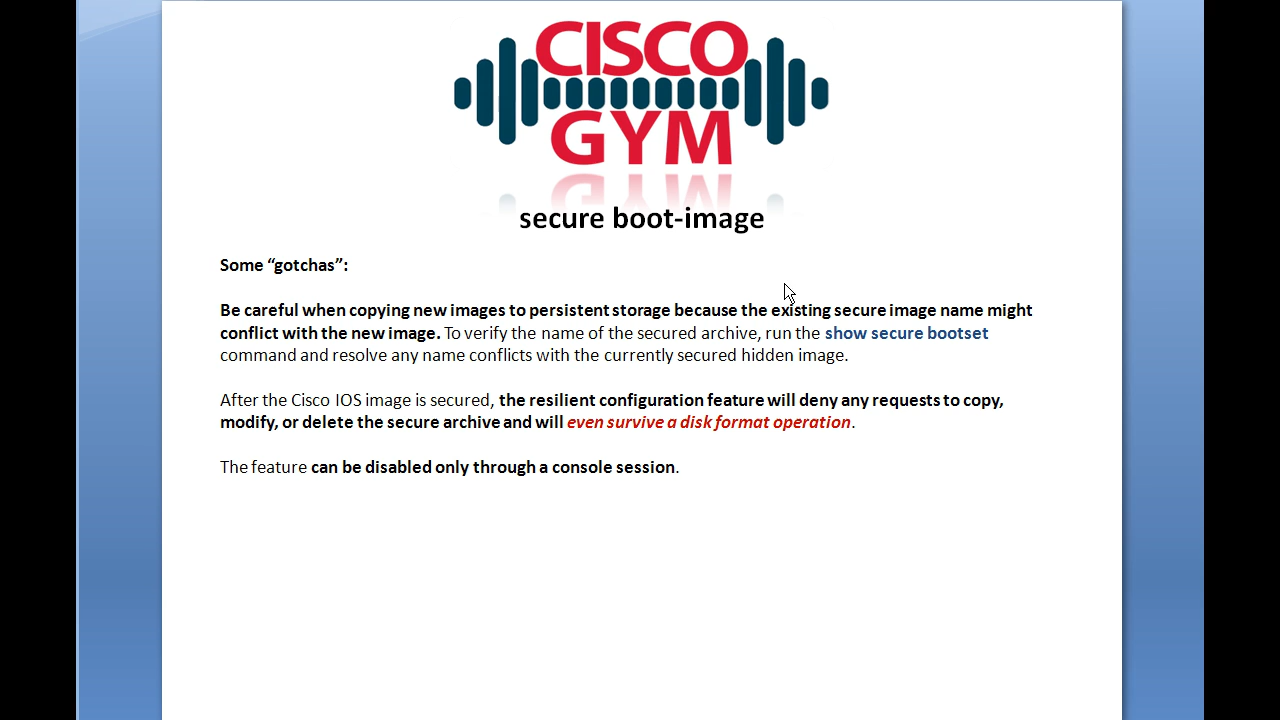 CISCO
GYM
secure boot-image
Some “gotchas”:
Be careful when copying new images to persistent storage because the existing secure image name might
conflict with the new image. To verify the name of the secured archive, run the show secure bootset
command and resolve any name conflicts with the currently secured hidden image.
After the Cisco IOS image is secured, the resilient configuration feature will deny any requests to copy,
modify, or delete the secure archive and will even survive a disk format operation.
The feature can be disabled only through a console session.